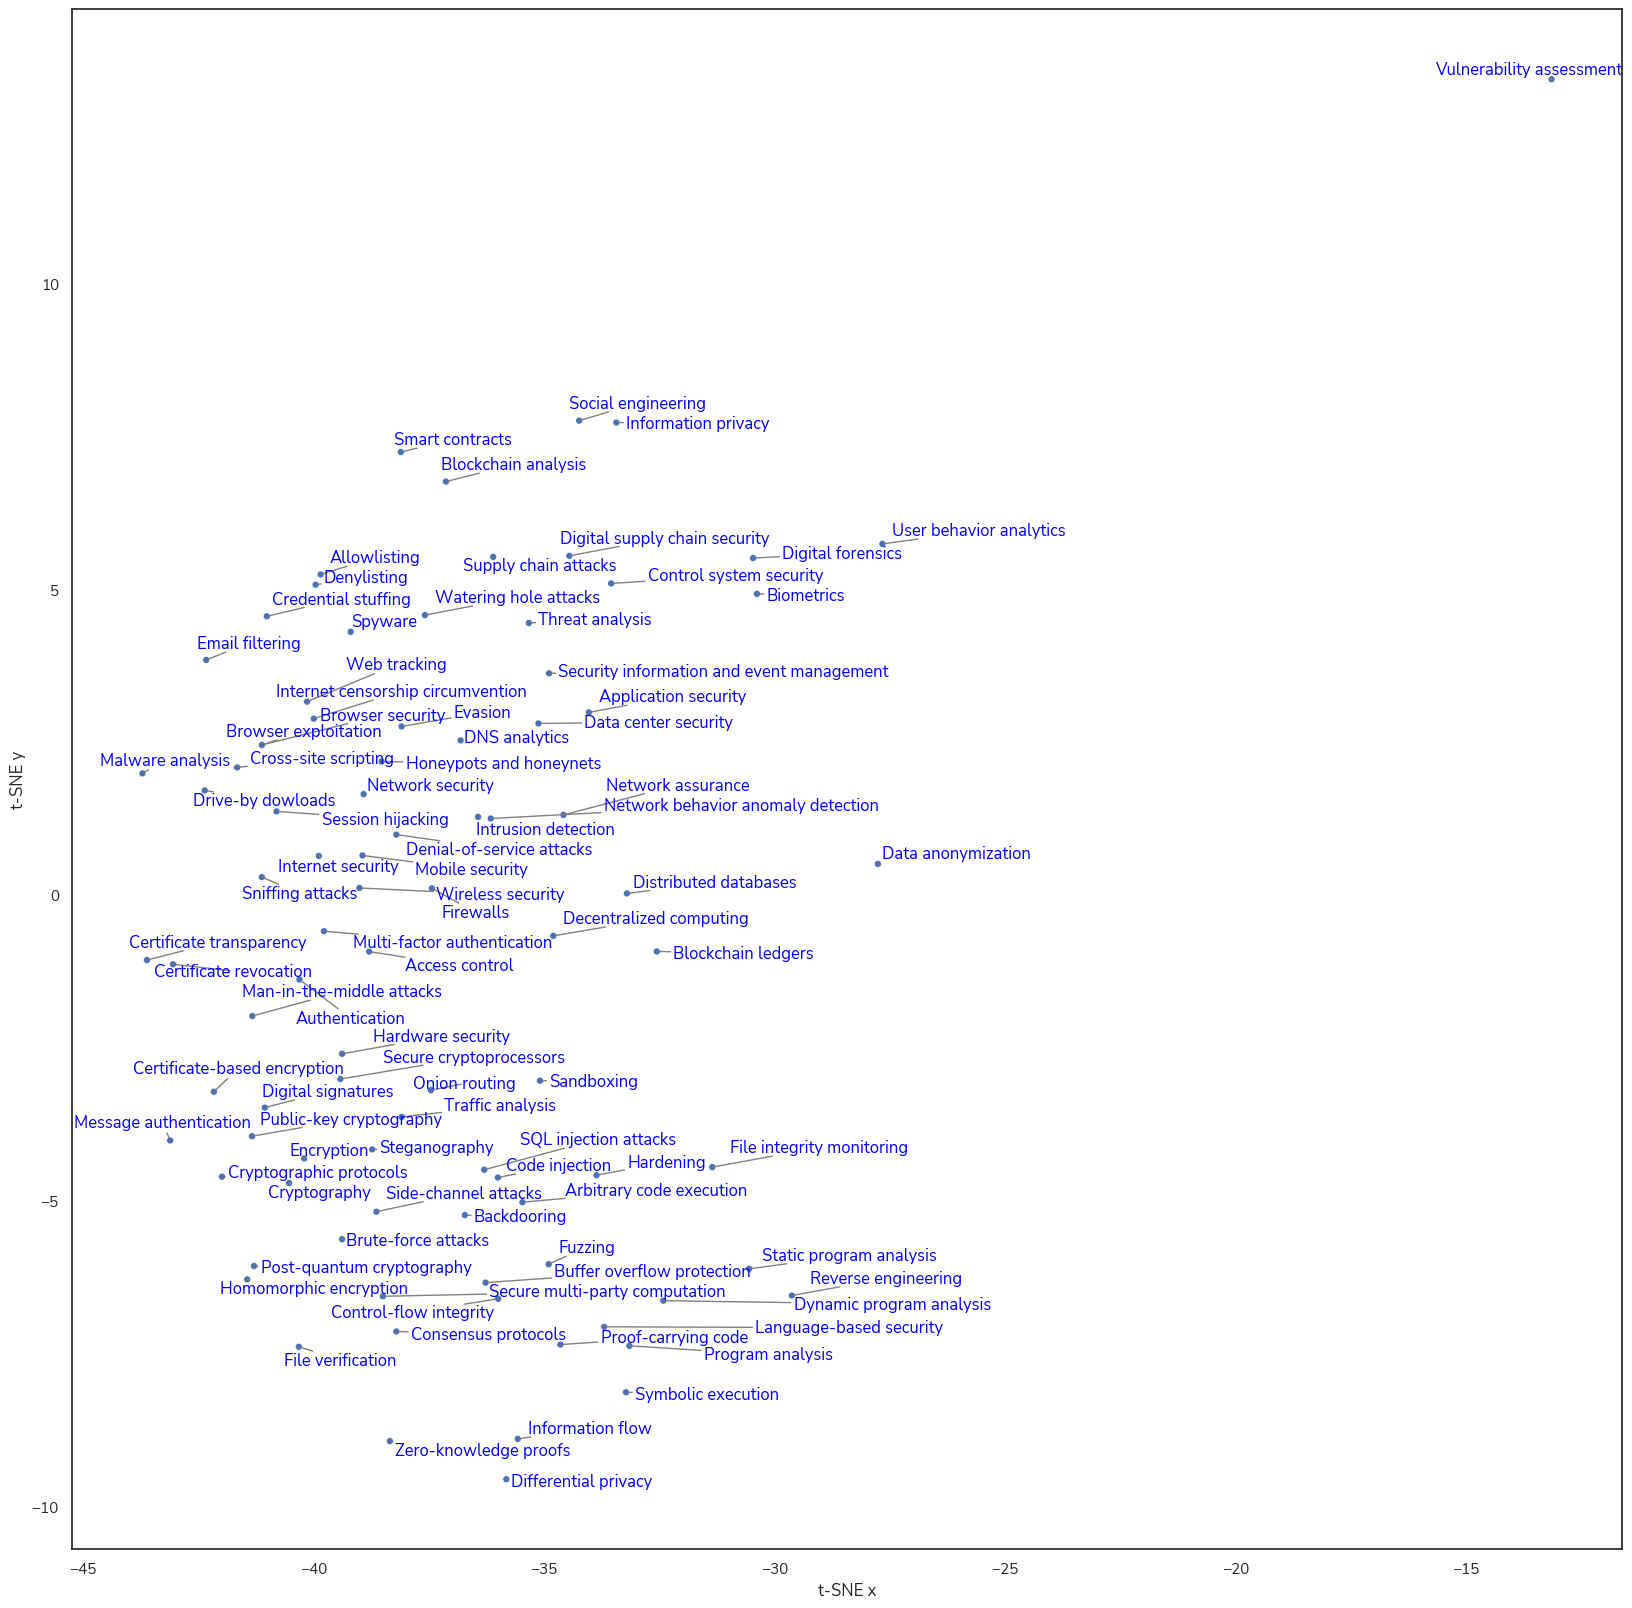 Vulnerability assessment
10
Social engineering
Information privacy
Smart contracts
Blockchain analysis
User behavior analytics
Digital supply chain security
Digital forensics
Allowlisting
Supply chain attacks
Control system security
Denylisting
5
Biometrics
Watering hole attacks
Credential stuffing
Threat analysis
Spyware
Email filtering
Web tracking
Security information and event management
Internet censorship circumvention
Application security
Evasion
Browser security
Data center security
Browser exploitation
DNS analytics
Cross-site scripting
Malware analysis
Honeypots and honeynets
Network security
Network assurance
Drive-by dowloads
Network behavior anomaly detection
Session hijacking
Intrusion detection
Denial-of-service attacks
Data anonymization
Internet security
Mobile security
Distributed databases
Sniffing attacks
Wireless security
0
Firewalls
Decentralized computing
Certificate transparency
Multi-factor authentication
Blockchain ledgers
Access control
Certificate revocation
Man-in-the-middle attacks
Authentication
Hardware security
Secure cryptoprocessors
Certificate-based encryption
Onion routing
Sandboxing
Digital signatures
Traffic analysis
Message authentication
Public-key cryptography
SQL injection attacks
Encryption
Steganography
File integrity monitoring
Code injection
Hardening
Cryptographic protocols
Cryptography
Side-channel attacks
Arbitrary code execution
−5
Backdooring
Brute-force attacks
Fuzzing
Static program analysis
Post-quantum cryptography
Buffer overflow protection
Reverse engineering
Homomorphic encryption
Secure multi-party computation
Dynamic program analysis
Control-flow integrity
Language-based security
Consensus protocols
Proof-carrying code
Program analysis
File verification
Symbolic execution
Information flow
Zero-knowledge proofs
Differential privacy
−10
−45
−40
−35
−30
−25
−20
−15
t-SNE x
t-SNE y